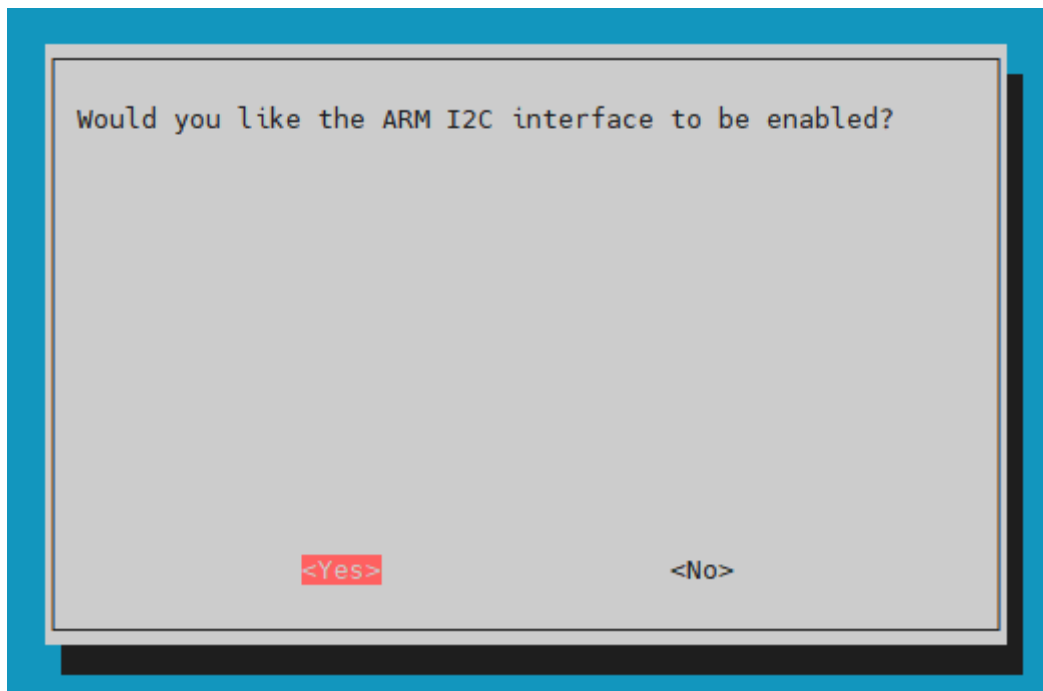 Would you like the ARM I2C interface to be enabled?
<Yes> <No>